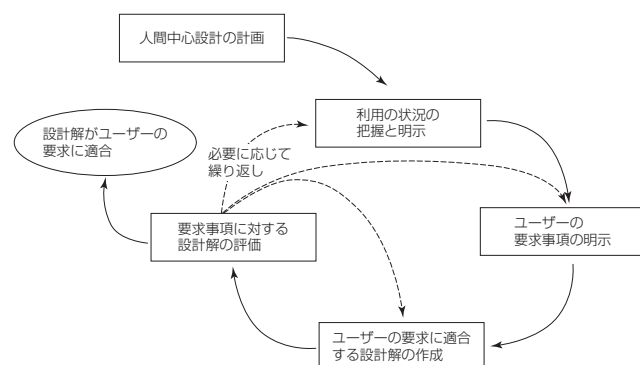 人間中心設計の計画
利用の状況の
把握と明示
設計解がユーザーの
要求に適合
必要に応じて
繰り返し
ユーザーの
要求事項の明示
要求事項に対する
設計解の評価
ユーザーの要求に適合
する設計解の作成